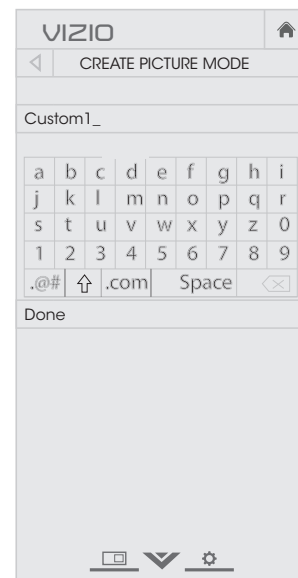 VIZIO
CREATE PICTURE MODE
Custom1_
a b c d e f g h i
j k l m n o p q r
s t u v w x y z 0
1 2 3 4 5 6 7 8 9
.@# .com Space
Done